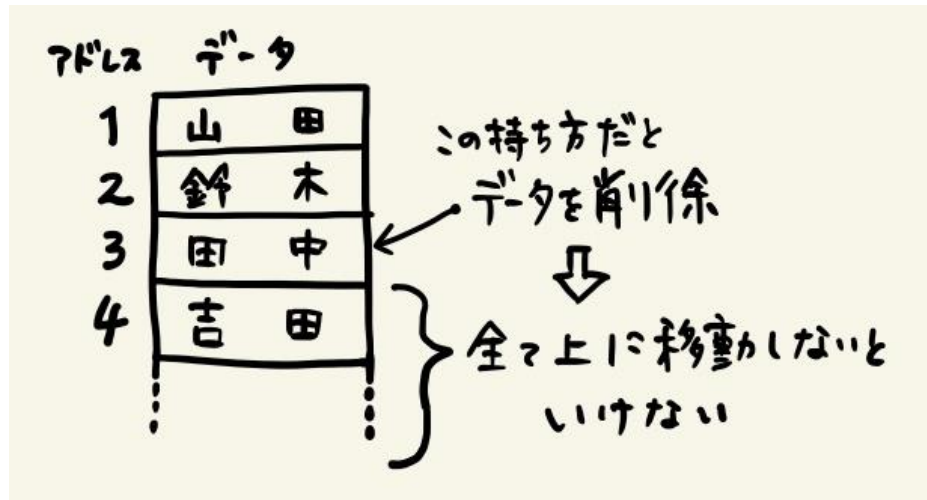 アドレス データ
1 山田
2 鈴木
3 田中
4 吉田
この持ち方だと
データを削除
全て上に移動しないと
いけない